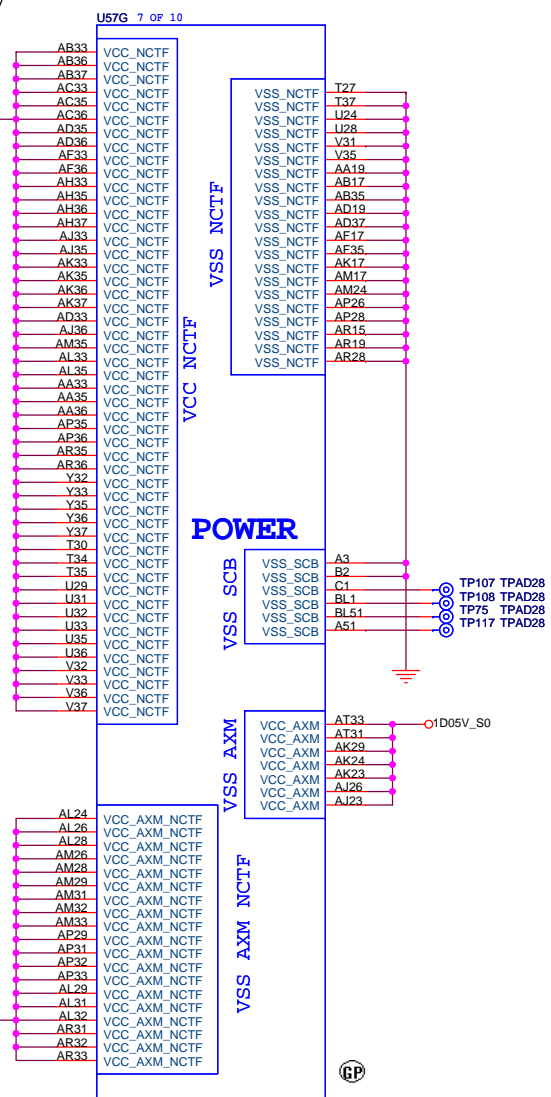 U57G 7 OF 10
AB33 VCC_NCTF
AB36 VCC_NCTF
AB37 VCC_NCTF
AC33 VCC_NCTF
AC35 VCC_NCTF
AC36 VCC_NCTF
AD35 VCC_NCTF
AD36 VCC_NCTF
AF33 VCC_NCTF
AF36 VCC_NCTF
AH33 VCC_NCTF
AH35 VCC_NCTF
AH36 VCC_NCTF
AH37 VCC_NCTF
AJ33 VCC_NCTF
AJ35 VCC_NCTF
AK33 VCC_NCTF
AK35 VCC_NCTF
AK36 VCC_NCTF
AK37 VCC_NCTF
AD33 VCC_NCTF
AJ36 VCC_NCTF
AM35 VCC_NCTF
AL33 VCC_NCTF
AL35 VCC_NCTF
AA33 VCC_NCTF
AA35 VCC_NCTF
AA36 VCC_NCTF
AP35 VCC_NCTF
AP36 VCC_NCTF
AR35 VCC_NCTF
AR36 VCC_NCTF
Y32 VCC_NCTF
Y33 VCC_NCTF
Y35 VCC_NCTF
Y36 VCC_NCTF
Y37 VCC_NCTF
T30 VCC_NCTF
T34 VCC_NCTF
T35 VCC_NCTF
U29 VCC_NCTF
U31 VCC_NCTF
U32 VCC_NCTF
U33 VCC_NCTF
U35 VCC_NCTF
U36 VCC_NCTF
V32 VCC_NCTF
V33 VCC_NCTF
V36 VCC_NCTF
V37 VCC_NCTF
VCC NCTF
AL24 VCC_AXM_NCTF
AL26 VCC_AXM_NCTF
AL28 VCC_AXM_NCTF
AM26 VCC_AXM_NCTF
AM28 VCC_AXM_NCTF
AM29 VCC_AXM_NCTF
AM31 VCC_AXM_NCTF
AM32 VCC_AXM_NCTF
AM33 VCC_AXM_NCTF
AP29 VCC_AXM_NCTF
AP31 VCC_AXM_NCTF
AP32 VCC_AXM_NCTF
AP33 VCC_AXM_NCTF
AL29 VCC_AXM_NCTF
AL31 VCC_AXM_NCTF
AL32 VCC_AXM_NCTF
AR31 VCC_AXM_NCTF
AR32 VCC_AXM_NCTF
AR33 VCC_AXM_NCTF
VSS AXM NCTF
VSS NCTF
VSS_NCTF T27
VSS_NCTF T37
VSS_NCTF U24
VSS_NCTF U28
VSS_NCTF V31
VSS_NCTF V35
VSS_NCTF AA19
VSS_NCTF AB17
VSS_NCTF AB35
VSS_NCTF AD19
VSS_NCTF AD37
VSS_NCTF AF17
VSS_NCTF AF35
VSS_NCTF AK17
VSS_NCTF AM17
VSS_NCTF AM24
VSS_NCTF AP26
VSS_NCTF AP28
VSS_NCTF AR15
VSS_NCTF AR19
VSS_NCTF AR28
POWER
VSS SCB
VSS_SCB A3
VSS_SCB B2
VSS_SCB C1 TP107 TPAD28
VSS_SCB BL1 TP108 TPAD28
VSS_SCB BL51 TP75 TPAD28
VSS_SCB A51 TP117 TPAD28
VSS AXM
VCC_AXM AT33 1D05V_S0
VCC_AXM AT31
VCC_AXM AK29
VCC_AXM AK24
VCC_AXM AK23
VCC_AXM AJ26
VCC_AXM AJ23
GP